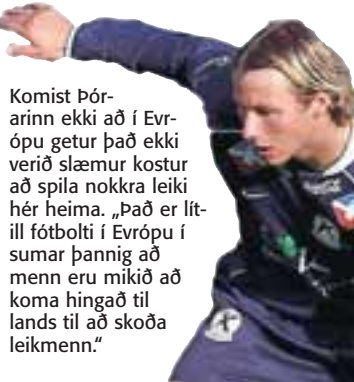 Komist Þór-
arinn ekki að í Evr-
ópu getur það ekki
verið slæmur kostur
að spila nokkra leiki
hér heima. „Það er lít-
ill fótbolti í Evrópu í
sumar þannig að
menn eru mikið að
koma hingað til
lands til að skoða
leikmenn.“